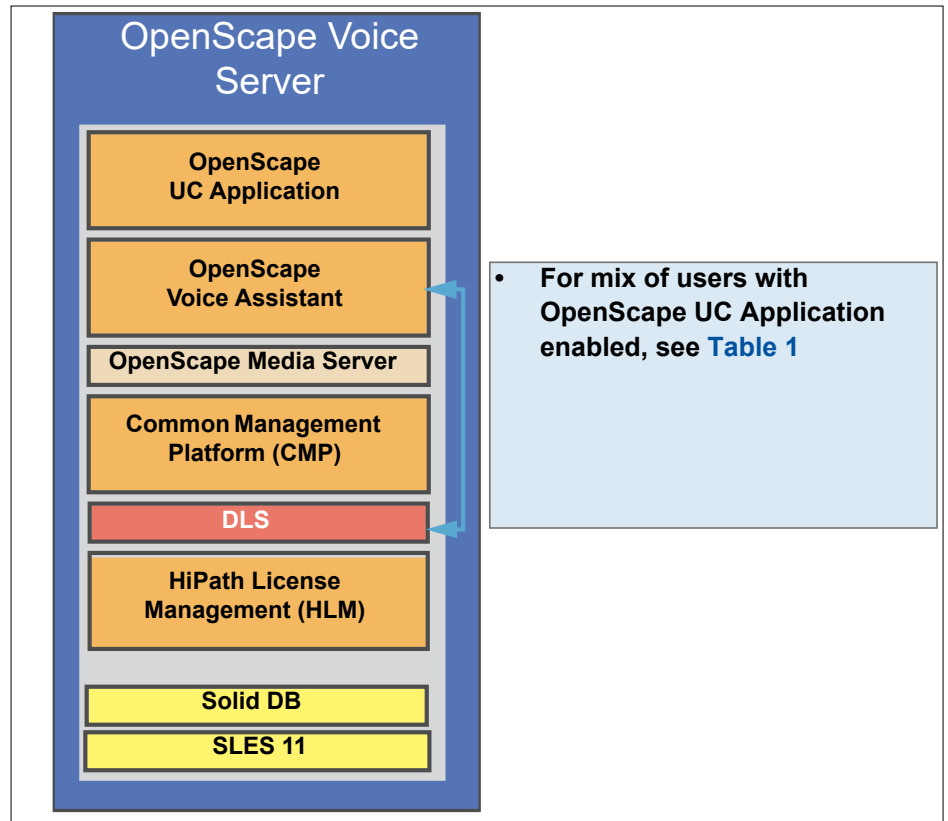 OpenScape Voice
Server
OpenScape
UC Application
OpenScape
Voice Assistant
OpenScape Media Server
Common Management
Platform (CMP)
DLS
HiPath License
Management (HLM)
Solid DB
SLES 11
• For mix of users with
OpenScape UC Application
enabled, see Table 1